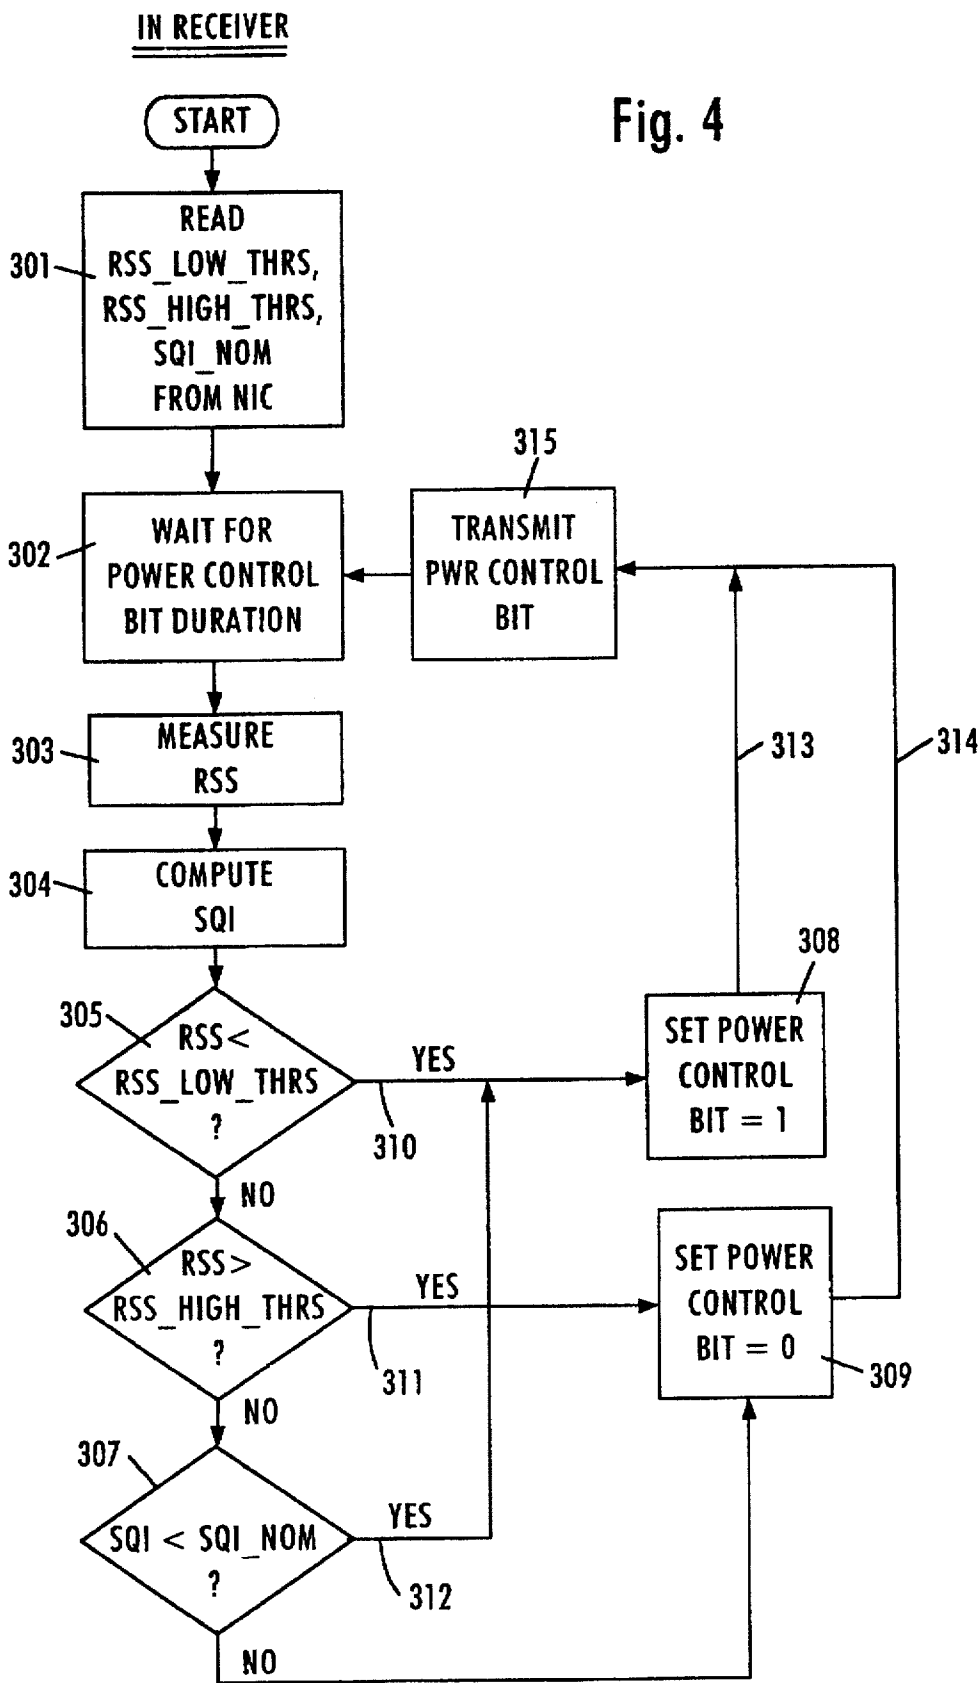 IN RECEIVER
Fig. 4
START
301
READ
RSS_LOW_THRS,
RSS_HIGH_THRS,
SQI_NOM
FROM NIC
315
302
WAIT FOR
POWER CONTROL
BIT DURATION
TRANSMIT
PWR CONTROL
BIT
303
MEASURE
RSS
313
314
304
COMPUTE
SQI
308
305
RSS<
RSS_LOW_THRS
?
YES
310
SET POWER
CONTROL
BIT = 1
NO
306
RSS>
RSS_HIGH_THRS
?
YES
311
SET POWER
CONTROL
BIT = 0
309
NO
307
SQI < SQI_NOM
?
YES
312
NO